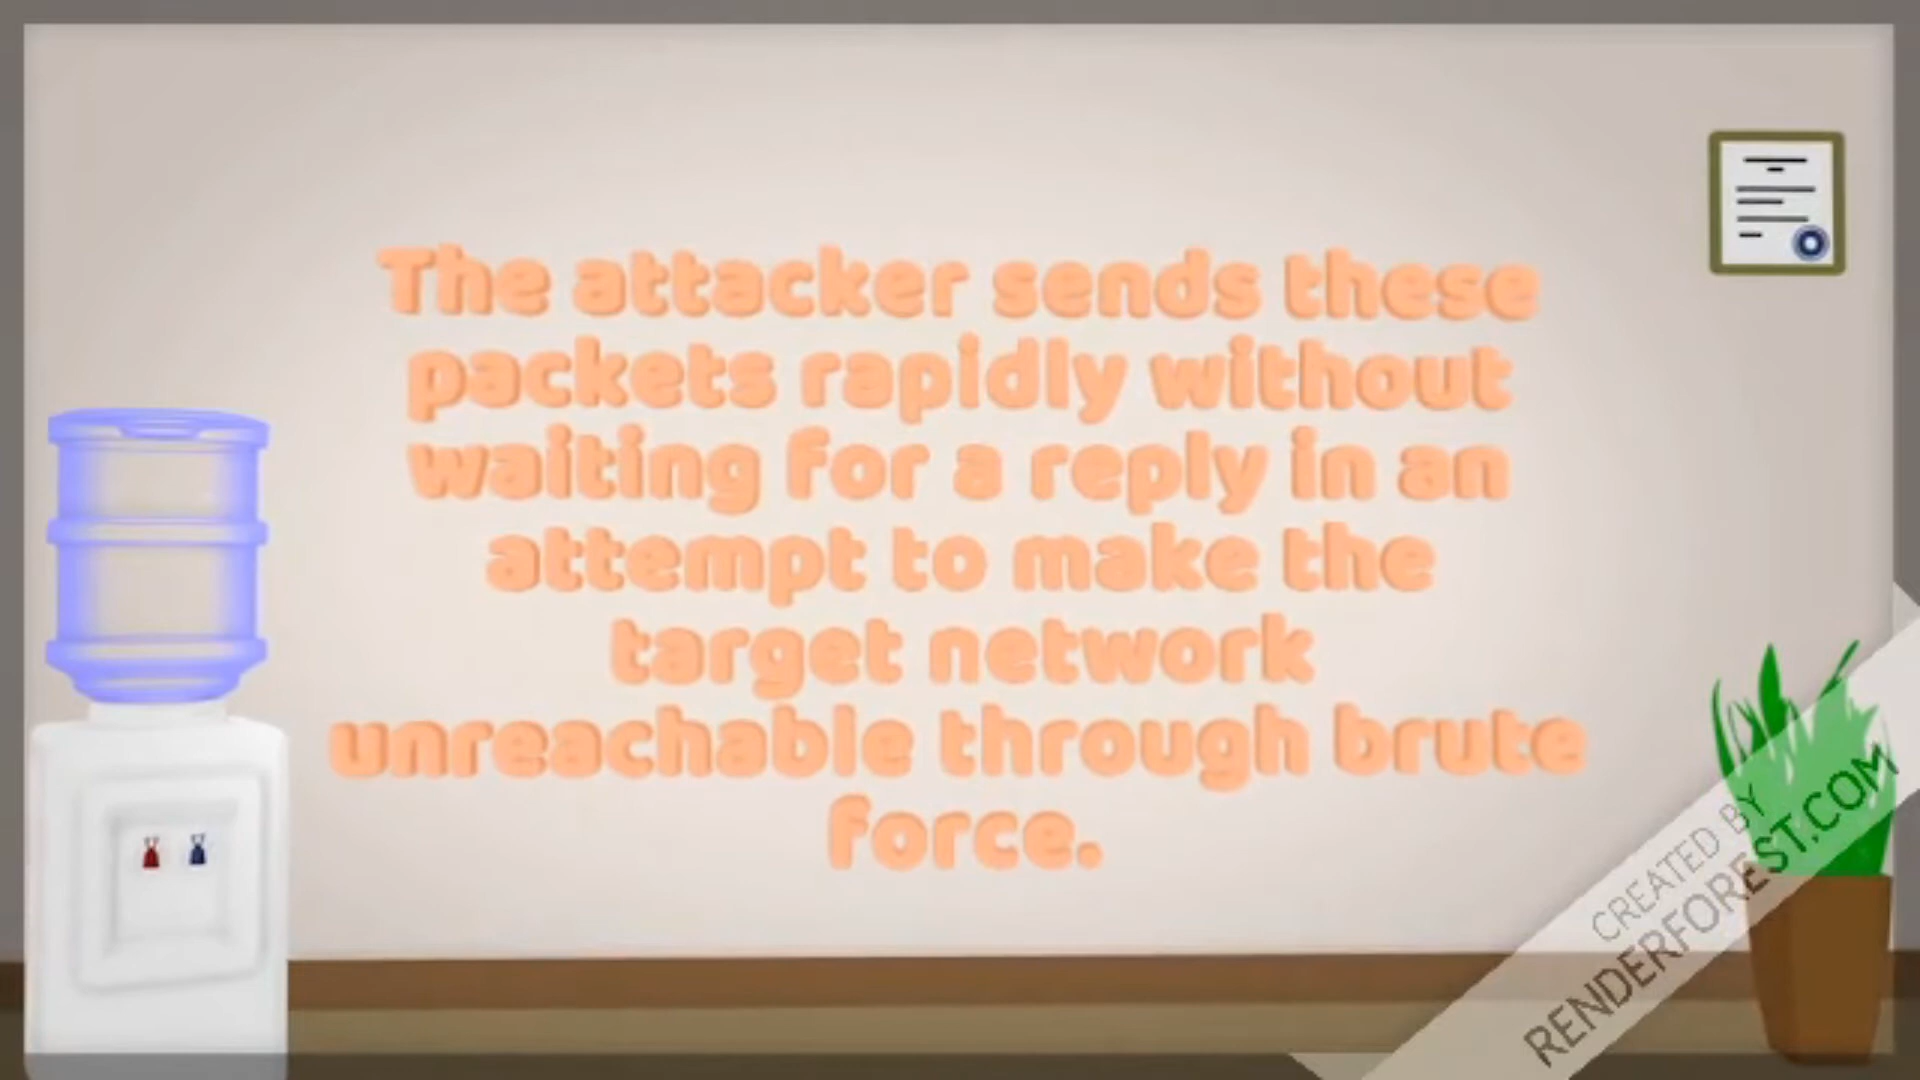 The attacker sends these
packets rapidly without
waiting for a reply in an
attempt to make the
target network
unreachable through brute
force.
CREATED BY
RENDERFOREST.COM